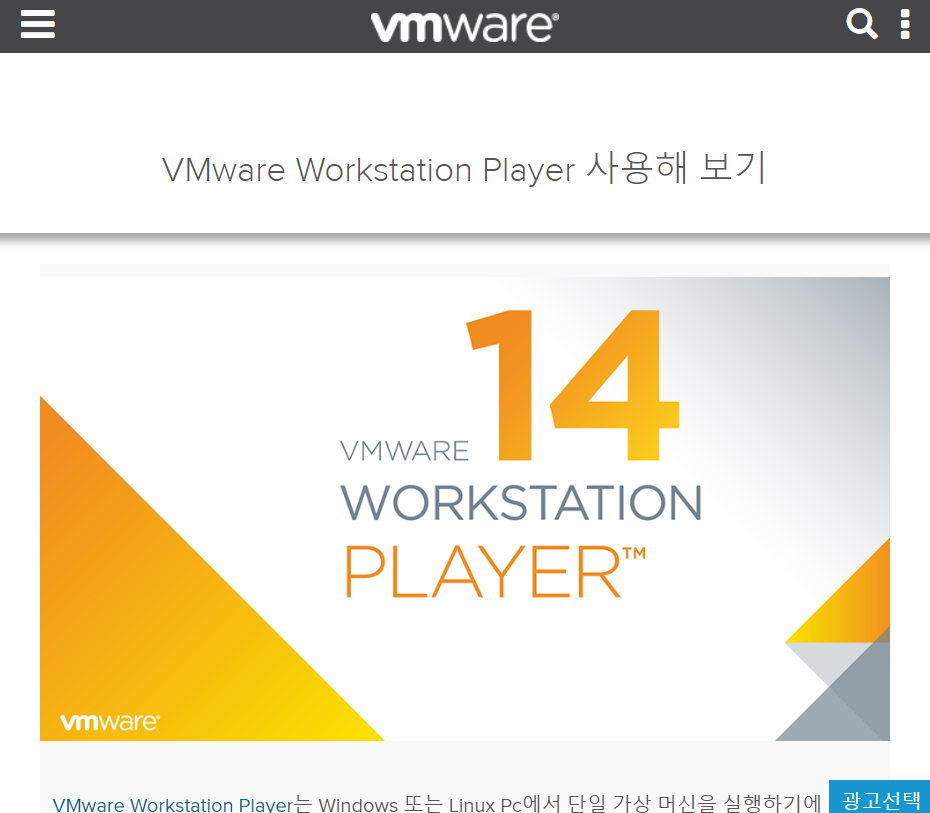 vmware®
VMware Workstation Player 사용해 보기
14
VMWARE
WORKSTATION
PLAYER™
vmware®
VMware Workstation Player는 Windows 또는 Linux Pc에서 단일 가상 머신을 실행하기에
광고선택